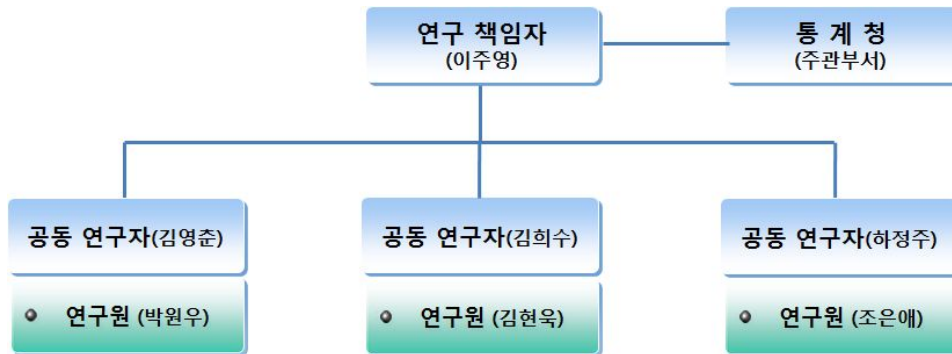 연구 책임자
(이주영)
통 계 청
(주관부서)
공동 연구자(김영춘)
공동 연구자(김희수)
공동 연구자(하정주)
연구원 (박원우)
연구원 (김현욱)
연구원 (조은애)